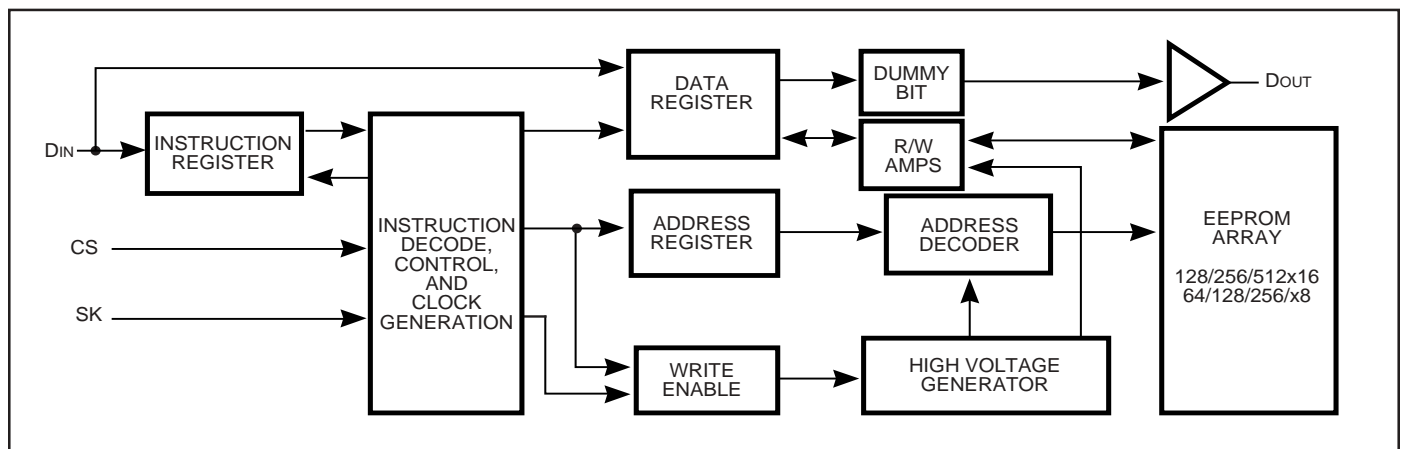 DIN
INSTRUCTION
REGISTER
CS
SK
INSTRUCTION
DECODE,
CONTROL,
AND
CLOCK
GENERATION
DATA
REGISTER
DUMMY
BIT
DOUT
R/W
AMPS
ADDRESS
REGISTER
ADDRESS
DECODER
WRITE
ENABLE
HIGH VOLTAGE
GENERATOR
EEPROM
ARRAY
128/256/512x16
64/128/256/x8